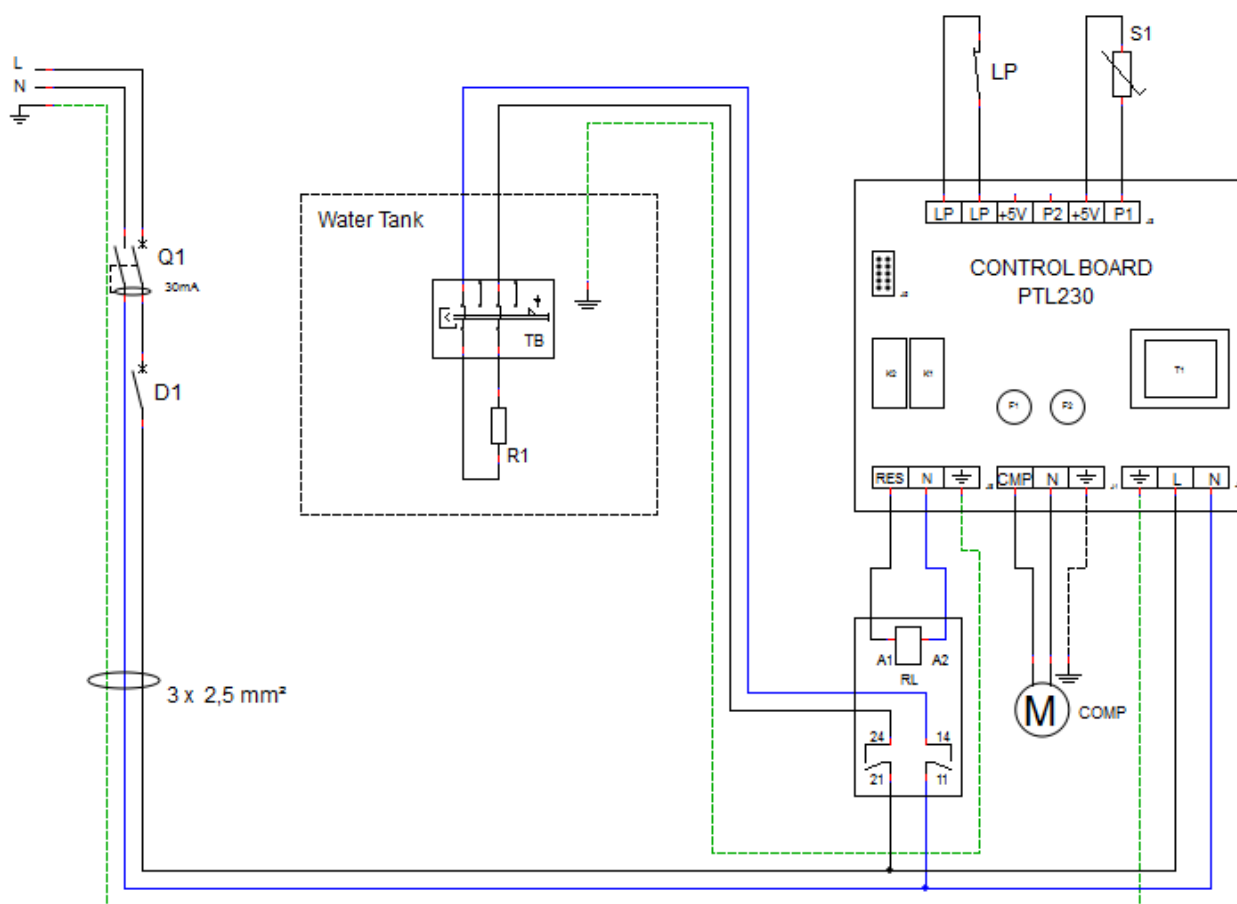 L
N
Q1
30mA
D1
3 x 2,5 mm²
Water Tank
TB
R1
LP
S1
LP LP +5V P2 +5V P1
CONTROL BOARD
PTL230
K2 K1
F1 F2
T1
RES N
CMP N
L N
A1 A2
RL
24 14
21 11
M
COMP